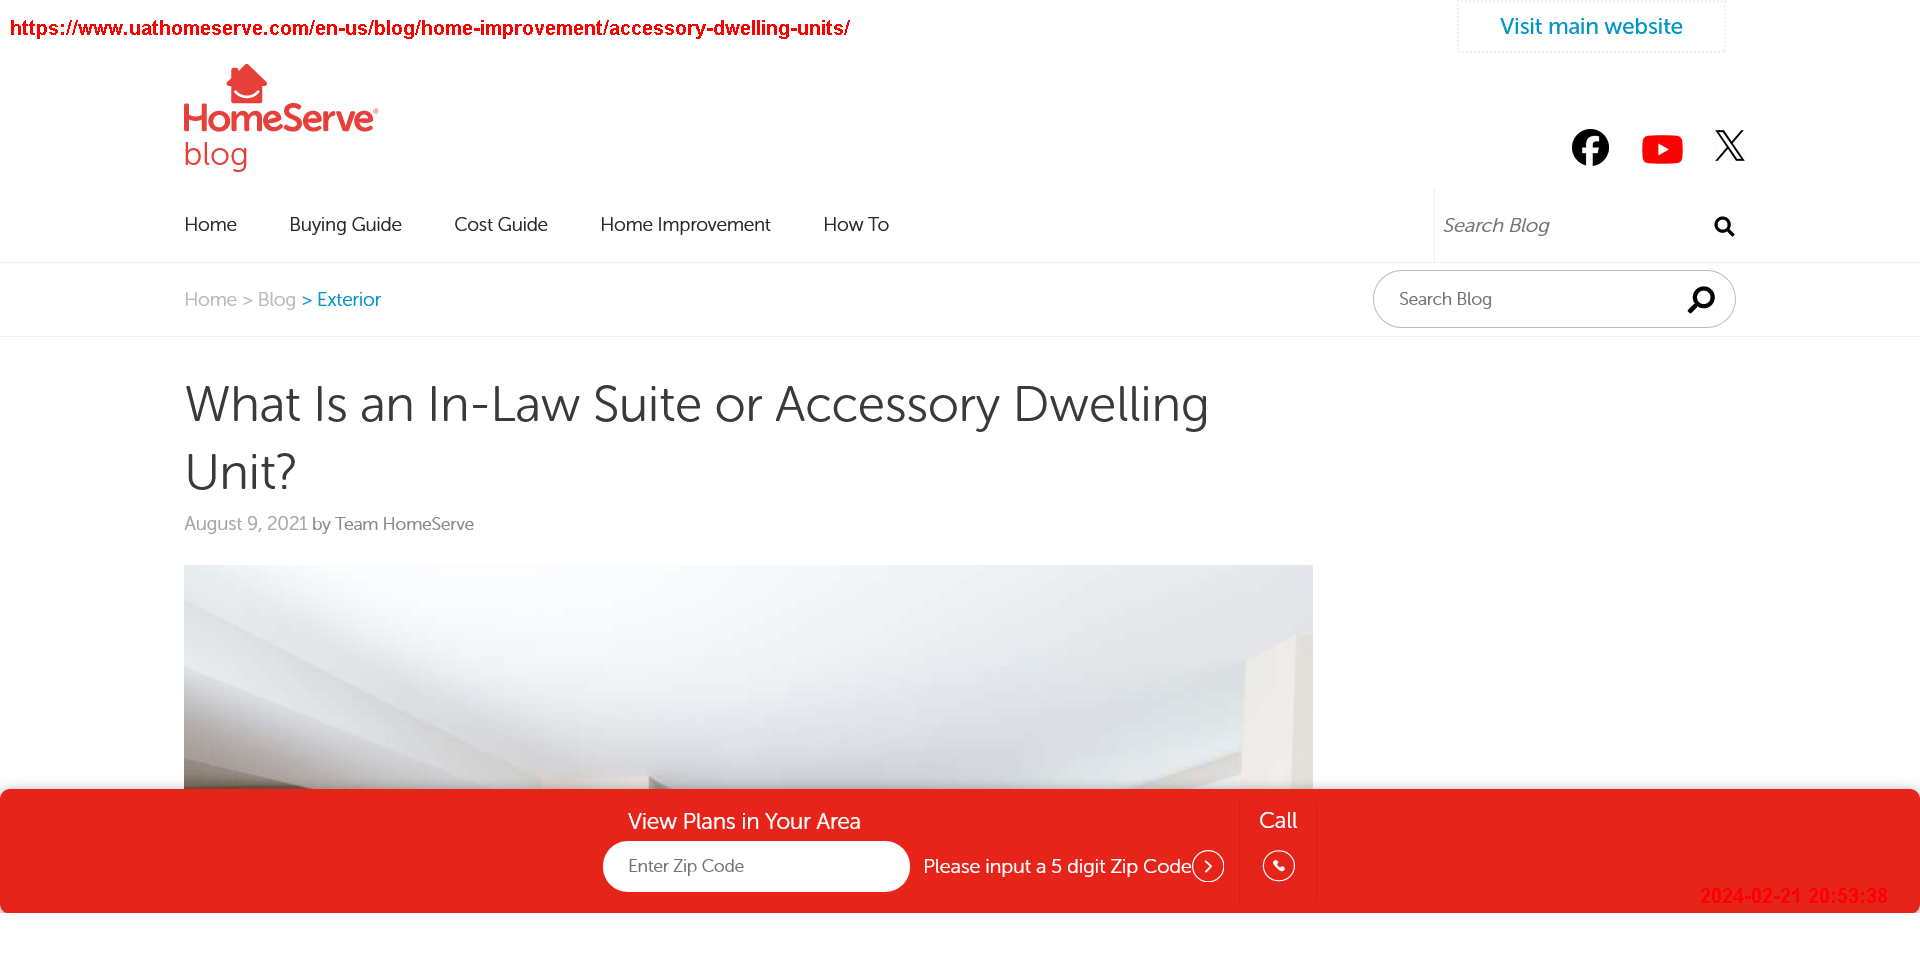 https://www.uathomeserve.com/en-us/blog/home-improvement/accessory-dwelling-units/
Visit main website
HomeServe®
blog
Home Buying Guide Cost Guide Home Improvement How To Search Blog
Home > Blog > Exterior Search Blog
What Is an In-Law Suite or Accessory Dwelling
Unit?
August 9, 2021 by Team HomeServe
View Plans in Your Area Call
Enter Zip Code Please input a 5 digit Zip Code
2024-02-21 20:53:38